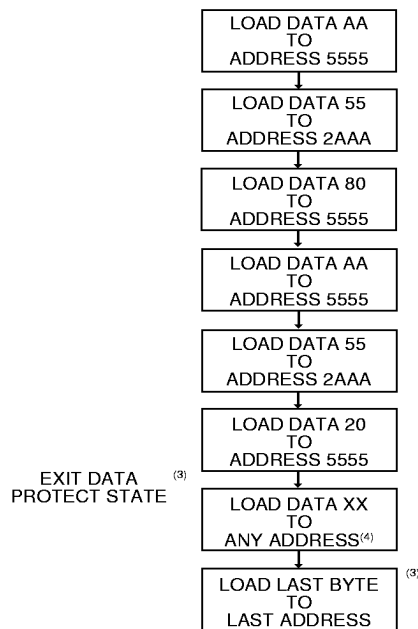 LOAD DATA AA
TO
ADDRESS 5555
LOAD DATA 55
TO
ADDRESS 2AAA
LOAD DATA 80
TO
ADDRESS 5555
LOAD DATA AA
TO
ADDRESS 5555
LOAD DATA 55
TO
ADDRESS 2AAA
LOAD DATA 20
TO
ADDRESS 5555
EXIT DATA (3)
PROTECT STATE
LOAD DATA XX
TO
ANY ADDRESS(4)
LOAD LAST BYTE (3)
TO
LAST ADDRESS